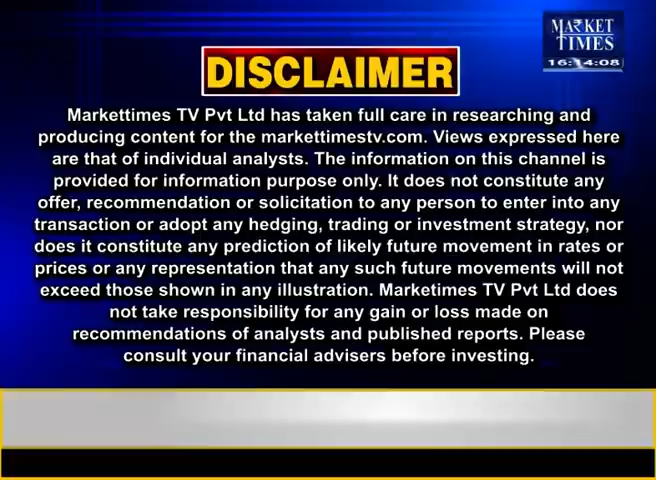 MARKET
TIMES
16:14:08
DISCLAIMER
Markettimes TV Pvt Ltd has taken full care in researching and
producing content for the markettimestv.com. Views expressed here
are that of individual analysts. The information on this channel is
provided for information purpose only. It does not constitute any
offer, recommendation or solicitation to any person to enter into any
transaction or adopt any hedging, trading or investment strategy, nor
does it constitute any prediction of likely future movement in rates or
prices or any representation that any such future movements will not
exceed those shown in any illustration. Marketimes TV Pvt Ltd does
not take responsibility for any gain or loss made on
recommendations of analysts and published reports. Please
consult your financial advisers before investing.